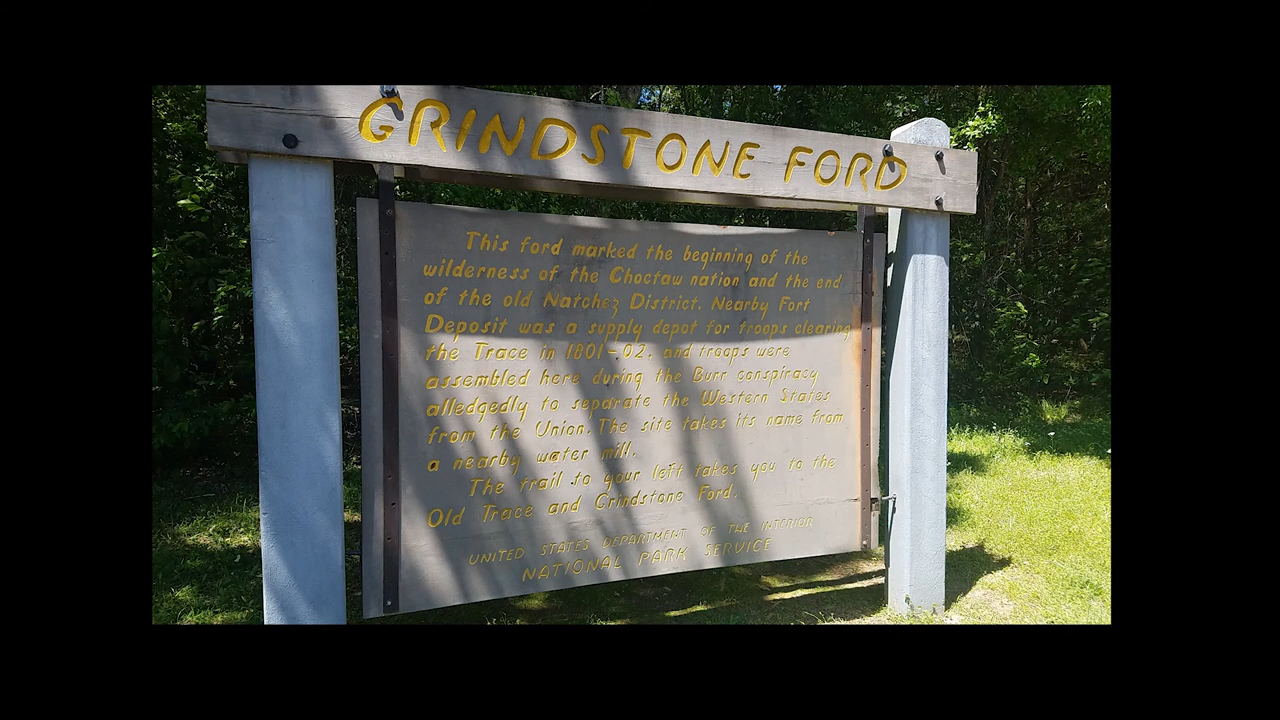 GRINDSTONE FORD
This ford marked the beginning of the
wilderness of the Choctaw nation and the end
of the old Natchez District. Nearby Fort
Deposit was a supply depot for troops clearing
the Trace in 1801-02, and troops were
assembled here during the Burr conspiracy
alledgedly to separate the Western States
from the Union. The site takes its name from
a nearby water mill.
The trail to your left takes you to the
Old Trace and Grindstone Ford.
UNITED STATES DEPARTMENT OF THE INTERIOR
NATIONAL PARK SERVICE